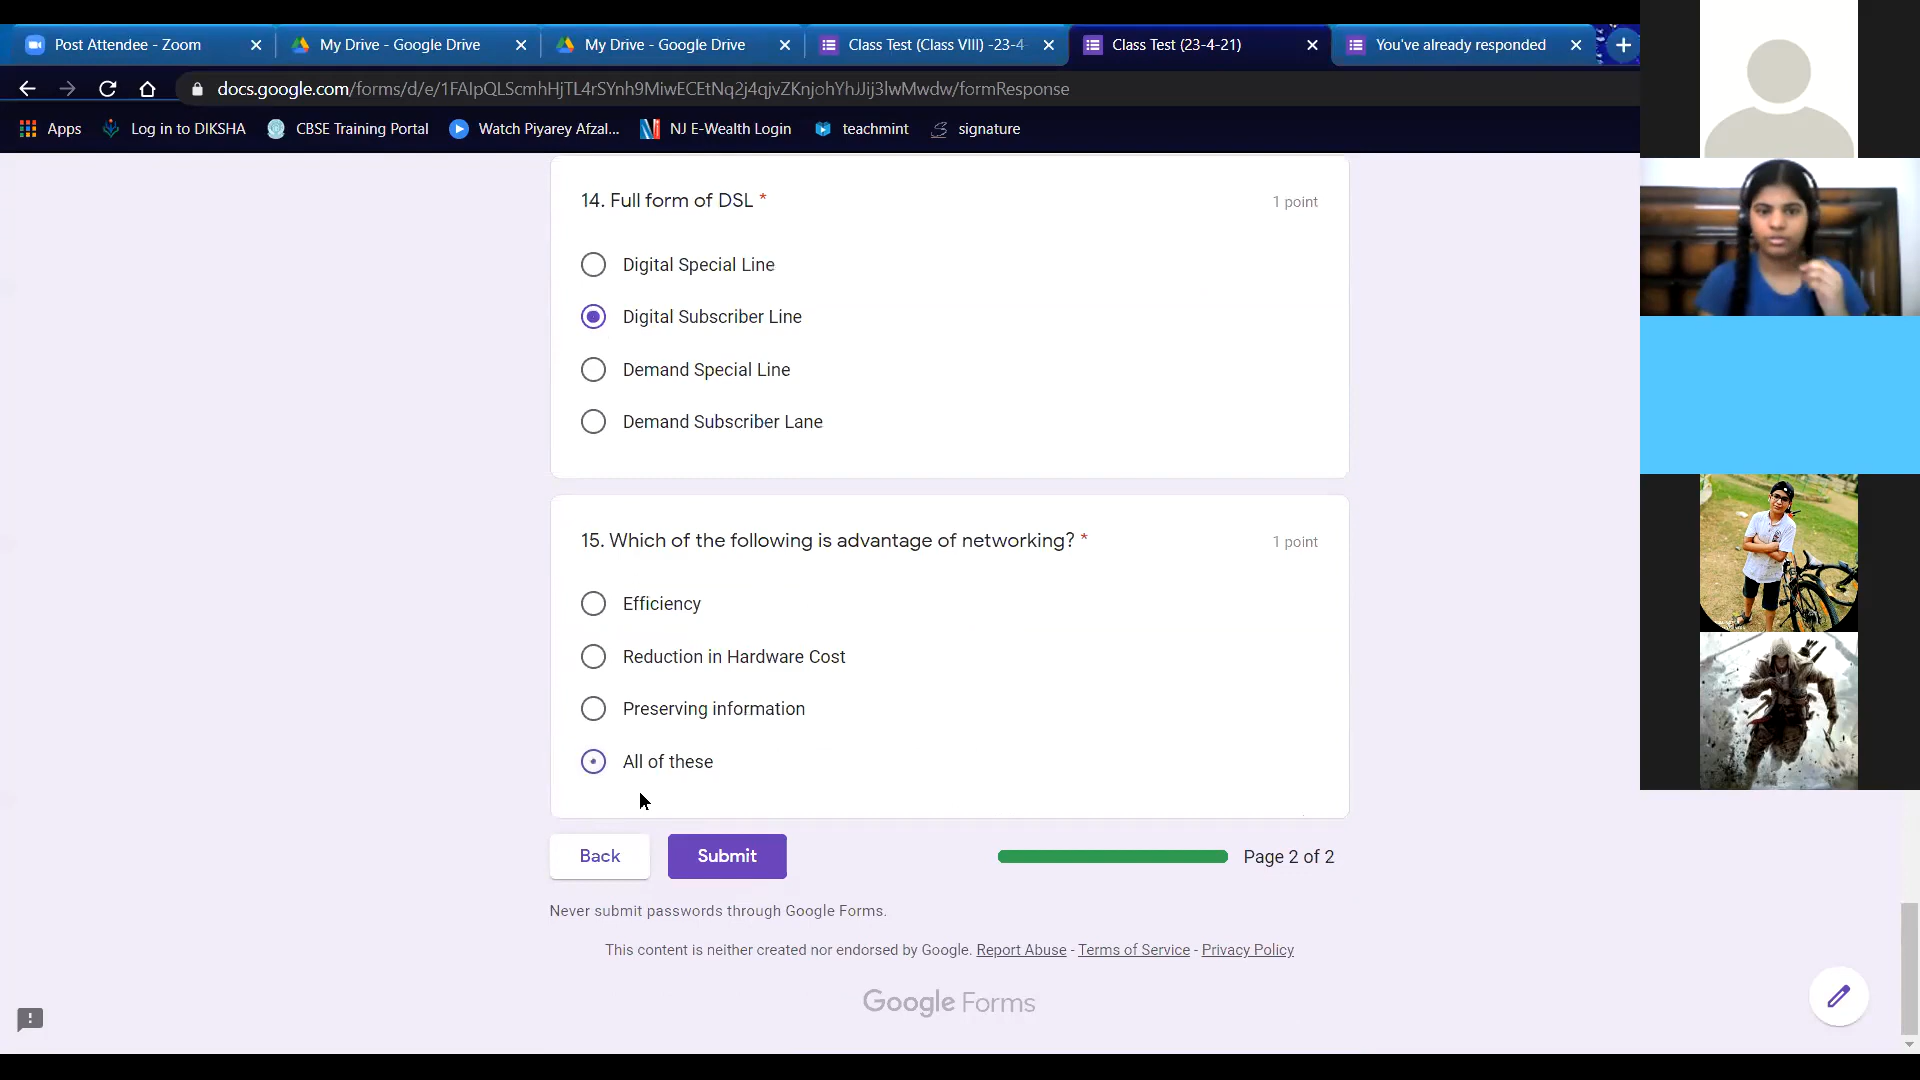 Post Attendee - Zoom
My Drive - Google Drive
My Drive - Google Drive
Class Test (Class VIII) -23-4-
Class Test (23-4-21)
You've already responded
docs.google.com/forms/d/e/1FAIpQLScmhHjTL4rSYnh9MiwECEtNq2j4qjvZKnjohYhJJij3lwMwdw/formResponse
Apps
Log in to DIKSHA
CBSE Training Portal
Watch Piyarey Afzal...
NJ E-Wealth Login
teachmint
signature
14. Full form of DSL *
1 point
Digital Special Line
Digital Subscriber Line
Demand Special Line
Demand Subscriber Lane
15. Which of the following is advantage of networking? *
1 point
Efficiency
Reduction in Hardware Cost
Preserving information
All of these
Back
Submit
Page 2 of 2
Never submit passwords through Google Forms.
This content is neither created nor endorsed by Google. Report Abuse - Terms of Service - Privacy Policy
Google Forms